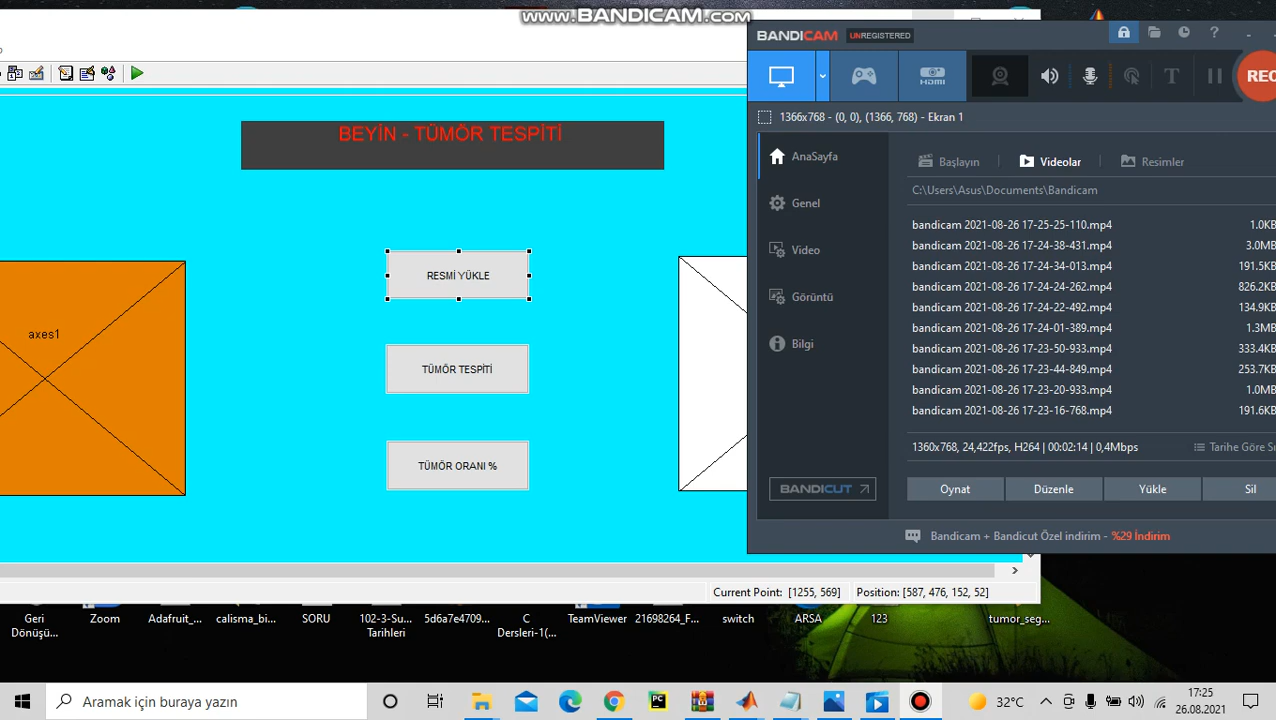 www.BANDICAM.com
BANDICAM UNREGISTERED
?
HDMI
T
REC
1366x768 - (0, 0), (1366, 768) - Ekran 1
BEYİN - TÜMÖR TESPİTİ
RESMİ YÜKLE
TÜMÖR TESPİTİ
TÜMÖR ORANI %
axes1
AnaSayfa
Genel
Video
Görüntü
Bilgi
BANDICUT
Başlayın
Videolar
Resimler
C:\Users\Asus\Documents\Bandicam
bandicam 2021-08-26 17-25-25-110.mp4 1.0KB
bandicam 2021-08-26 17-24-38-431.mp4 3.0MB
bandicam 2021-08-26 17-24-34-013.mp4 191.5KB
bandicam 2021-08-26 17-24-24-262.mp4 826.2KB
bandicam 2021-08-26 17-24-22-492.mp4 134.9KB
bandicam 2021-08-26 17-24-01-389.mp4 1.3MB
bandicam 2021-08-26 17-23-50-933.mp4 333.4KB
bandicam 2021-08-26 17-23-44-849.mp4 253.7KB
bandicam 2021-08-26 17-23-20-933.mp4 1.0MB
bandicam 2021-08-26 17-23-16-768.mp4 191.6KB
1360x768, 24,422fps, H264 | 00:02:14 | 0,4Mbps
Tarihe Göre Sı
Oynat
Düzenle
Yükle
Sil
Bandicam + Bandicut Özel indirim - %29 İndirim
Current Point: [1255, 569]
Position: [587, 476, 152, 52]
Geri Dönüşü...
Zoom
Adafruit_...
calisma_bi...
SORU
102-3-Su... Tarihleri
5d6a7e4709...
C Dersleri-1(...
TeamViewer
21698264_F...
switch
ARSA
123
tumor_seg...
Aramak için buraya yazın
PC
32°C
17:25
26.08.2021